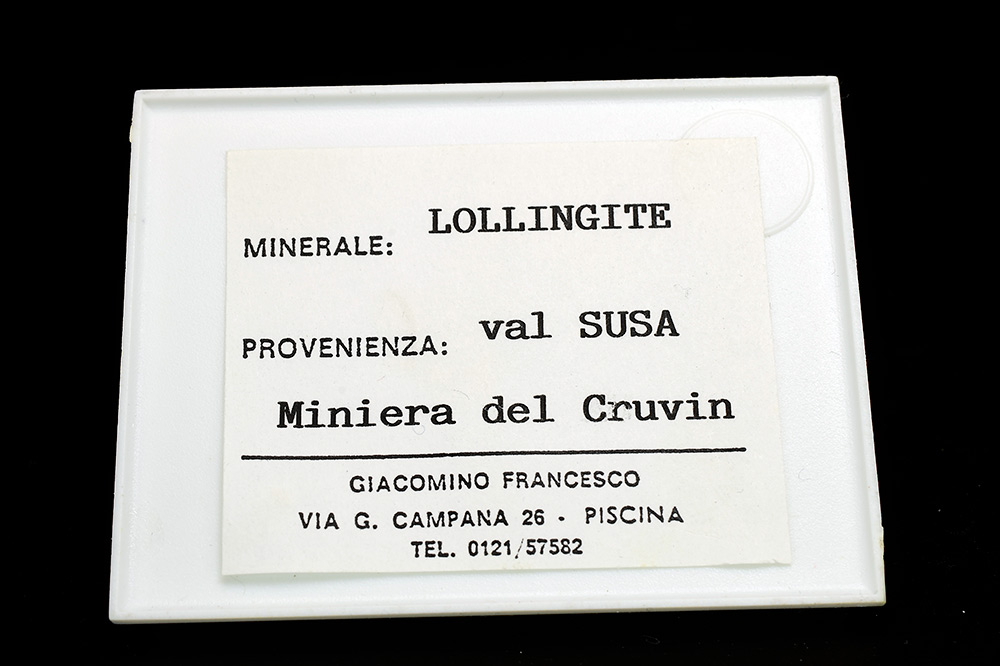 MINERALE: LOLLINGITE
PROVENIENZA: val SUSA
Miniera del Cruvin
GIACOMINO FRANCESCO
VIA G. CAMPANA 26 - PISCINA
TEL. 0121/57582